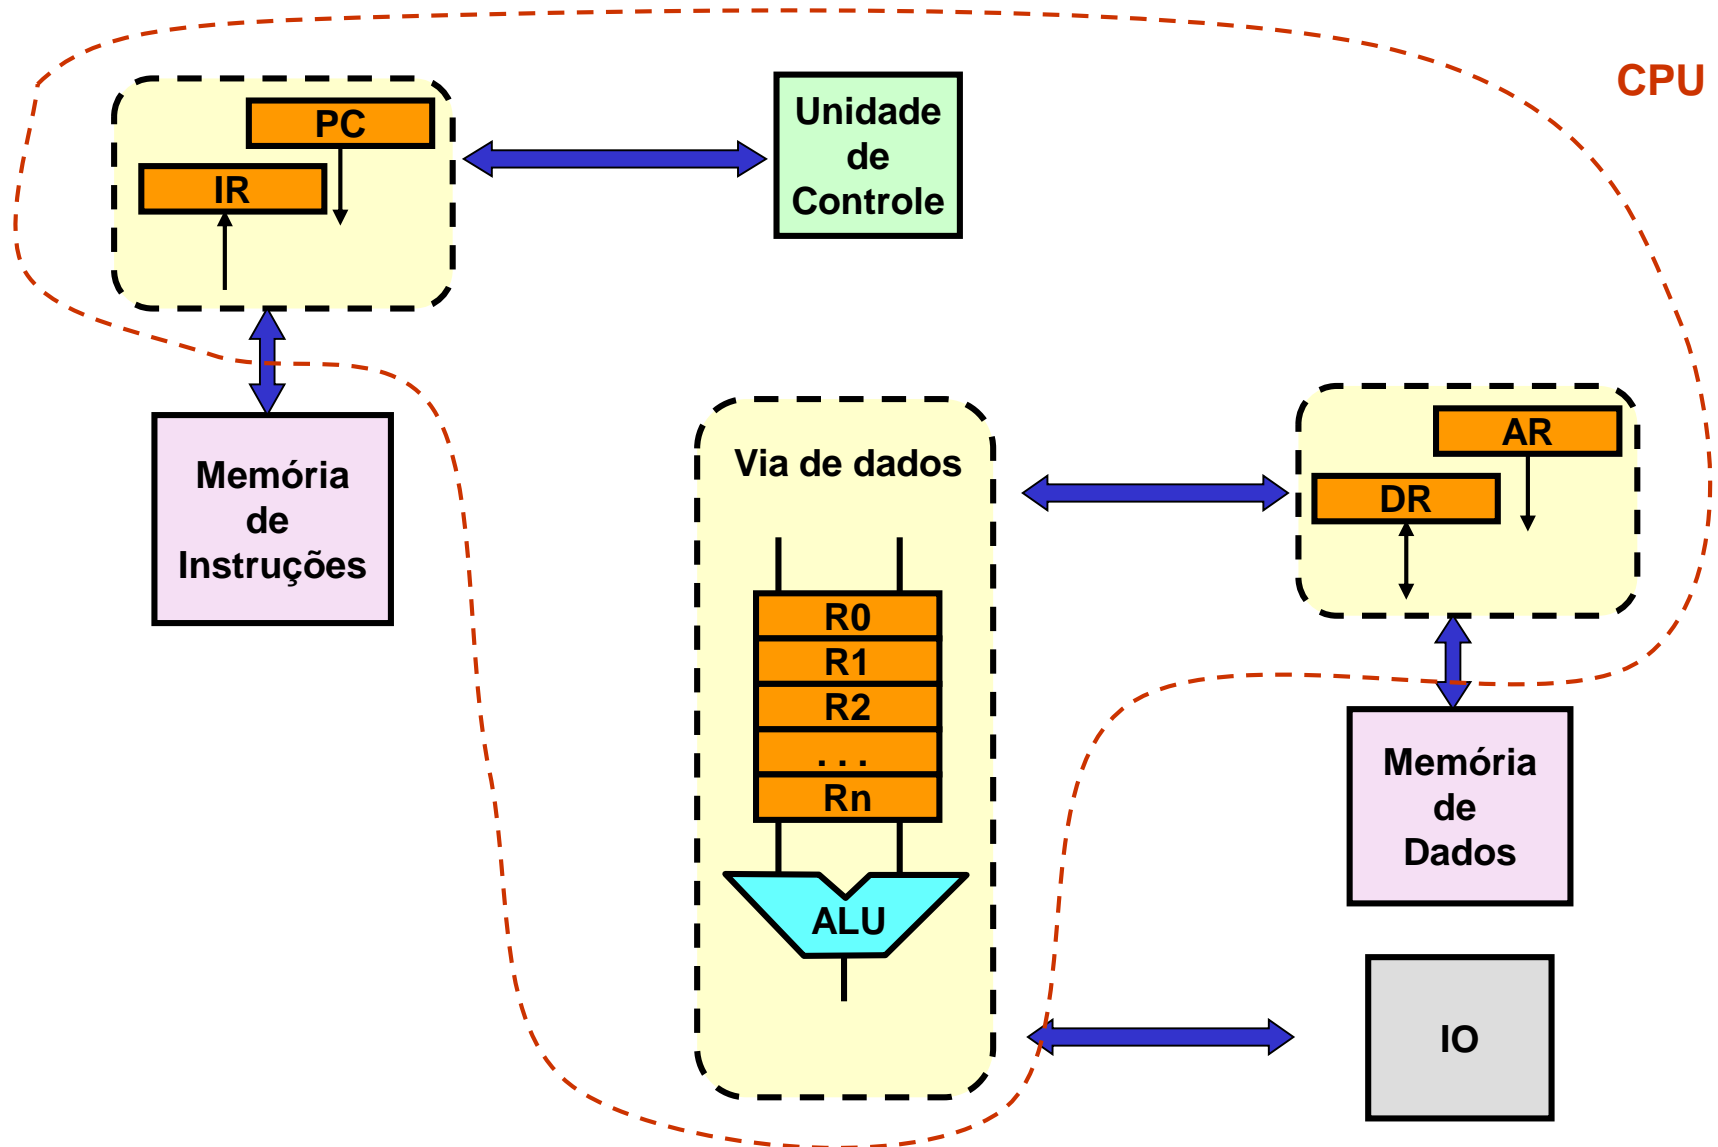 CPU
PC
IR
Unidade
de
Controle
Memória
de
Instruções
Via de dados
R0
R1
R2
. . .
Rn
ALU
AR
DR
Memória
de
Dados
IO